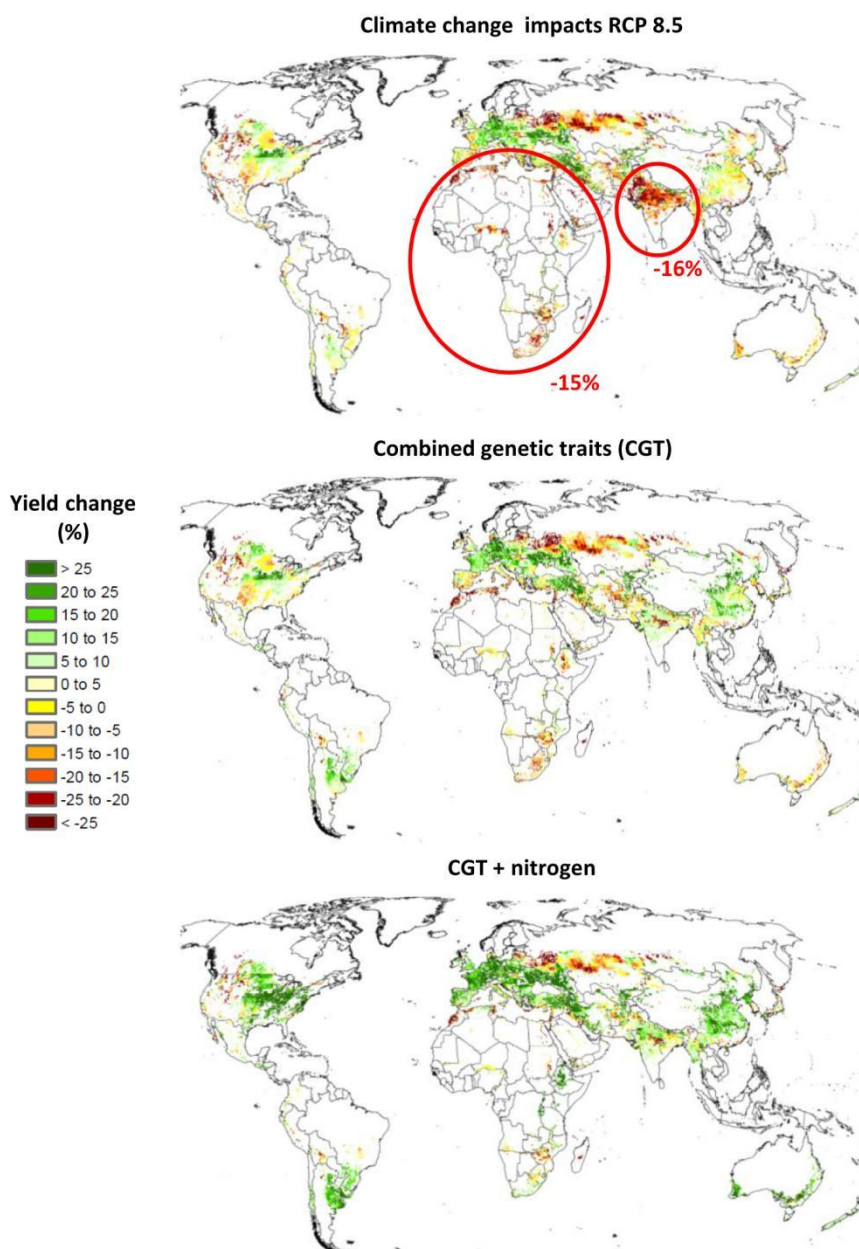 Climate change impacts RCP 8.5
-16%
-15%
Combined genetic traits (CGT)
Yield change
(%)
> 25
20 to 25
15 to 20
10 to 15
5 to 10
0 to 5
-5 to 0
-10 to -5
-15 to -10
-20 to -15
-25 to -20
< -25
CGT + nitrogen